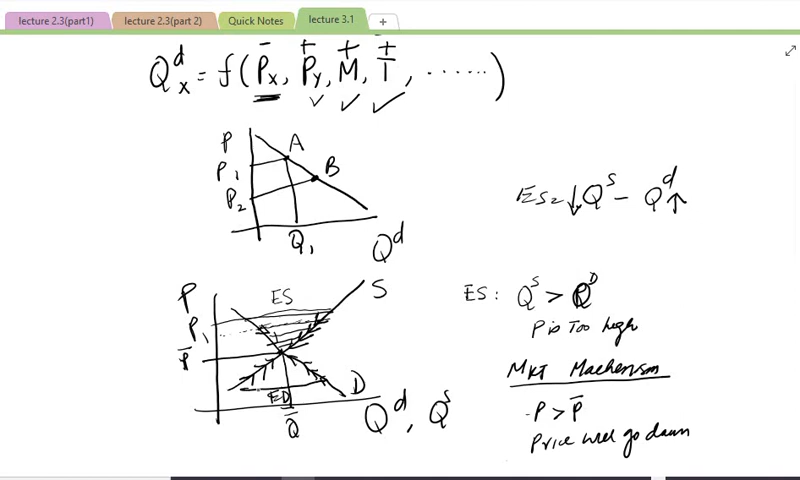 lecture 2.3(part1) lecture 2.3(part 2) Quick Notes lecture 3.1 +
Q^d_x = f(P̄_x, P_y^±, M^±, T^±, .......)
P
A
P₁
B
P₂
Q₁ Q^d
ES = ↓Q^S - Q^d↑
P ES S
P₁
P̄
ED D
Q̄ Q^d, Q^S
ES: Q^S > Q^D
P is Too high
MKT Machenism
P > P̄
Price will go down